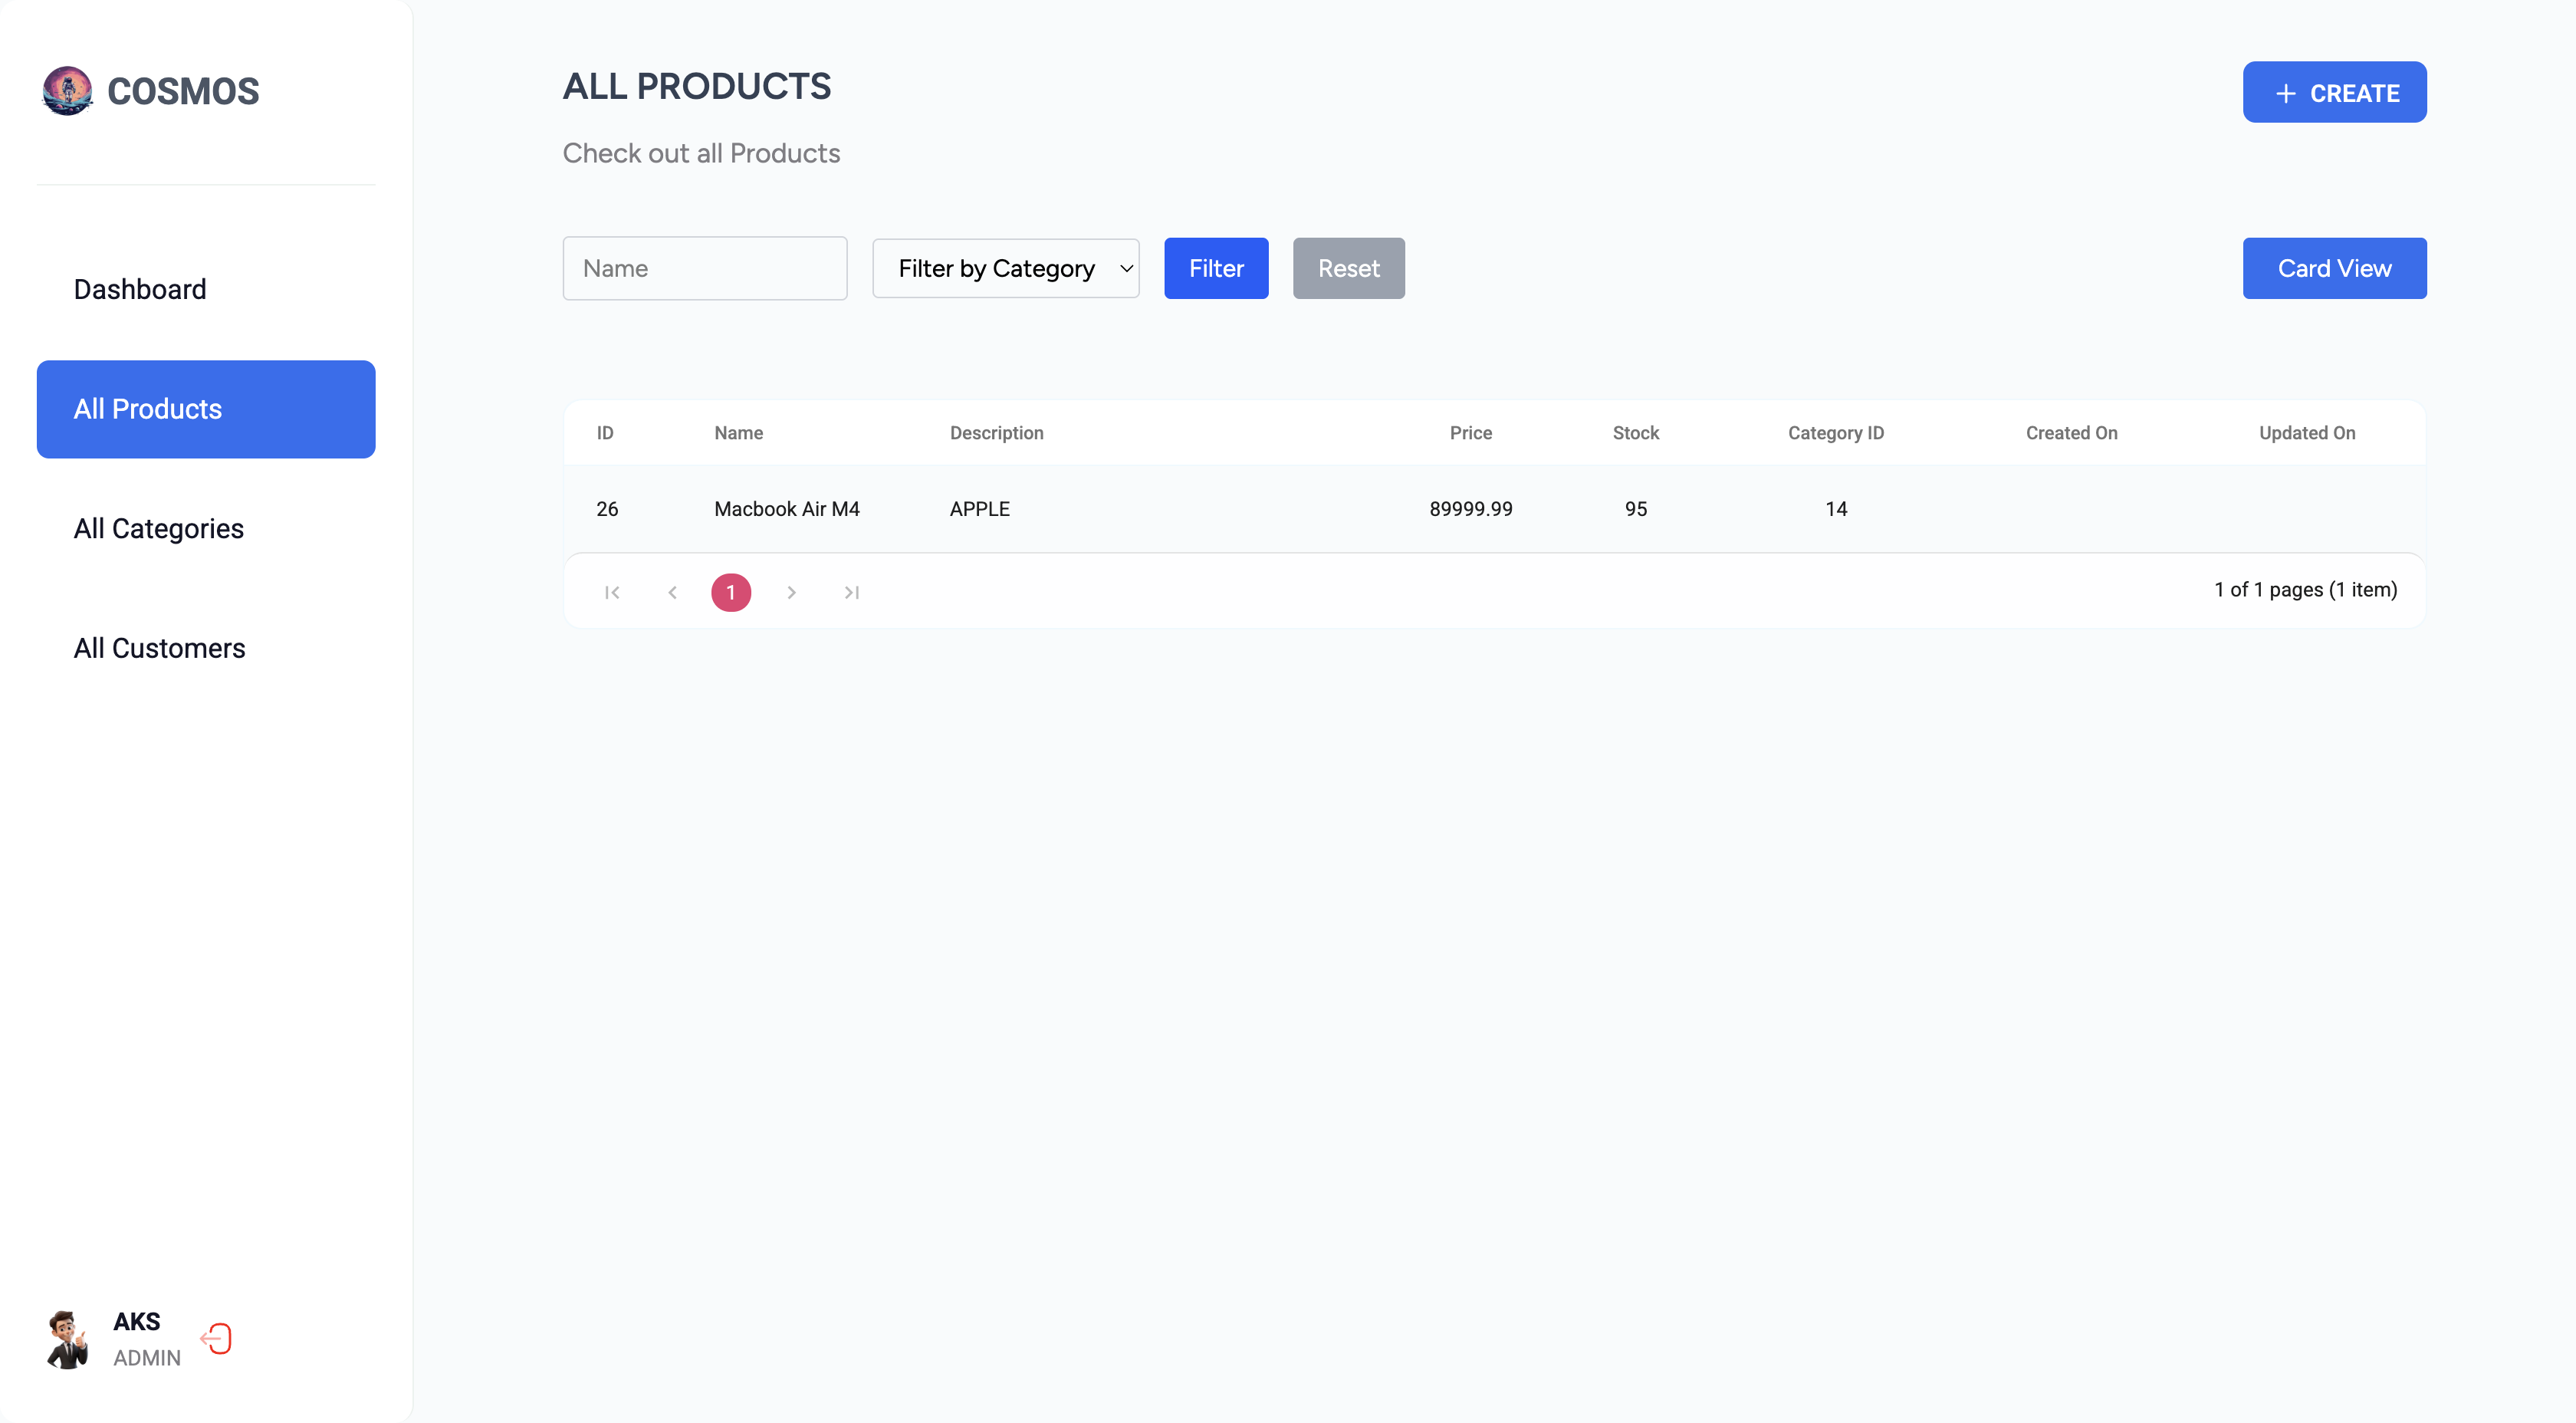 COSMOS
Dashboard
All Products
All Categories
All Customers
AKS
ADMIN
ALL PRODUCTS
+ CREATE
Check out all Products
Name Filter by Category Filter Reset Card View
ID Name Description Price Stock Category ID Created On Updated On
26 Macbook Air M4 APPLE 89999.99 95 14
1 1 of 1 pages (1 item)